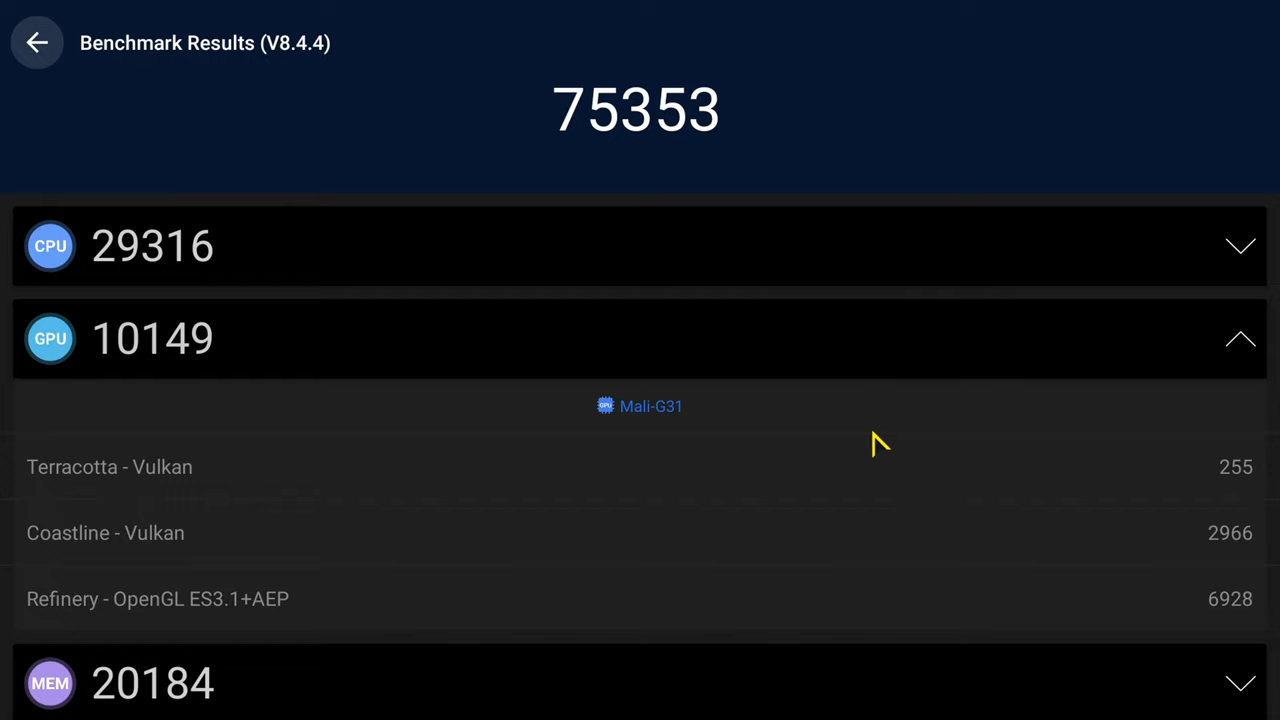 Benchmark Results (V8.4.4)
75353
CPU 29316
GPU 10149
GPU Mali-G31
Terracotta - Vulkan 255
Coastline - Vulkan 2966
Refinery - OpenGL ES3.1+AEP 6928
MEM 20184